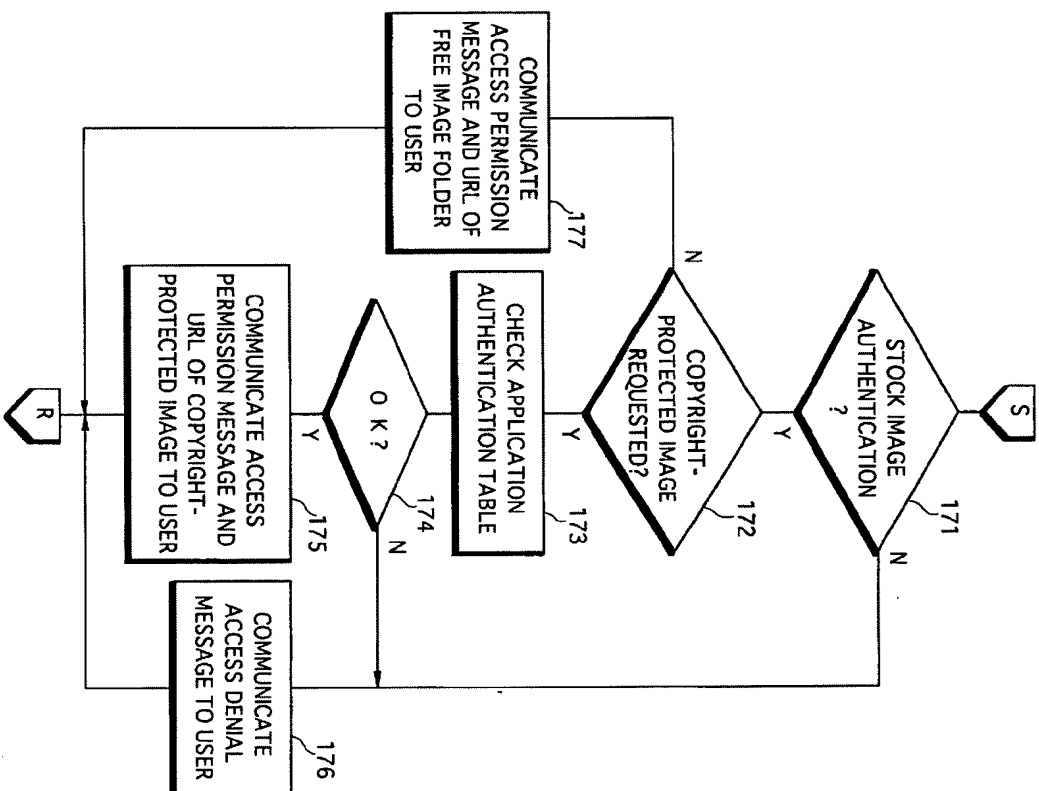 S
STOCK IMAGE
AUTHENTICATION
?
171
N
Y
COPYRIGHT-
PROTECTED IMAGE
REQUESTED?
172
N
Y
COMMUNICATE
ACCESS PERMISSION
MESSAGE AND URL OF
FREE IMAGE FOLDER
TO USER
177
CHECK APPLICATION
AUTHENTICATION TABLE
173
O K ?
174
N
Y
COMMUNICATE ACCESS
PERMISSION MESSAGE AND
URL OF COPYRIGHT-
PROTECTED IMAGE TO USER
175
COMMUNICATE
ACCESS DENIAL
MESSAGE TO USER
176
R